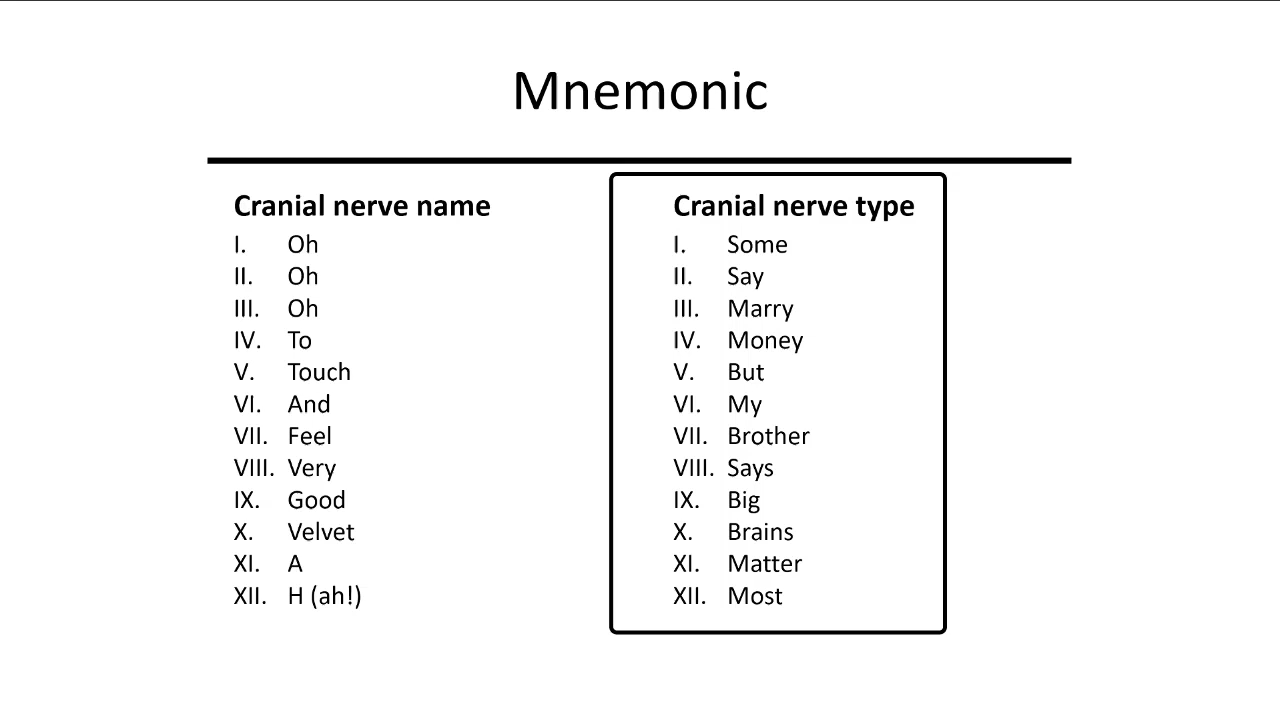 Mnemonic
Cranial nerve name
I. Oh
II. Oh
III. Oh
IV. To
V. Touch
VI. And
VII. Feel
VIII. Very
IX. Good
X. Velvet
XI. A
XII. H (ah!)
Cranial nerve type
I. Some
II. Say
III. Marry
IV. Money
V. But
VI. My
VII. Brother
VIII. Says
IX. Big
X. Brains
XI. Matter
XII. Most